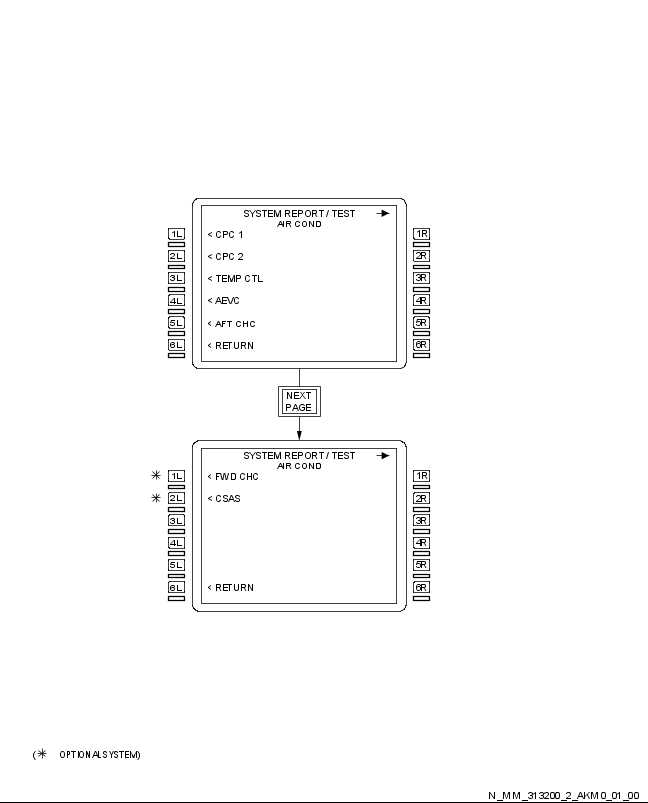 SYSTEM REPORT / TEST
AIR COND
1L < CPC 1 1R
2L < CPC 2 2R
3L < TEMP CTL 3R
4L < AEVC 4R
5L < AFT CHC 5R
6L < RETURN 6R
NEXT
PAGE
SYSTEM REPORT / TEST
AIR COND
✳ 1L < FWD CHC 1R
✳ 2L < CSAS 2R
3L 3R
4L 4R
5L 5R
6L < RETURN 6R
(✳ OPTIONAL SYSTEM)
N_MM_313200_2_AKM0_01_00